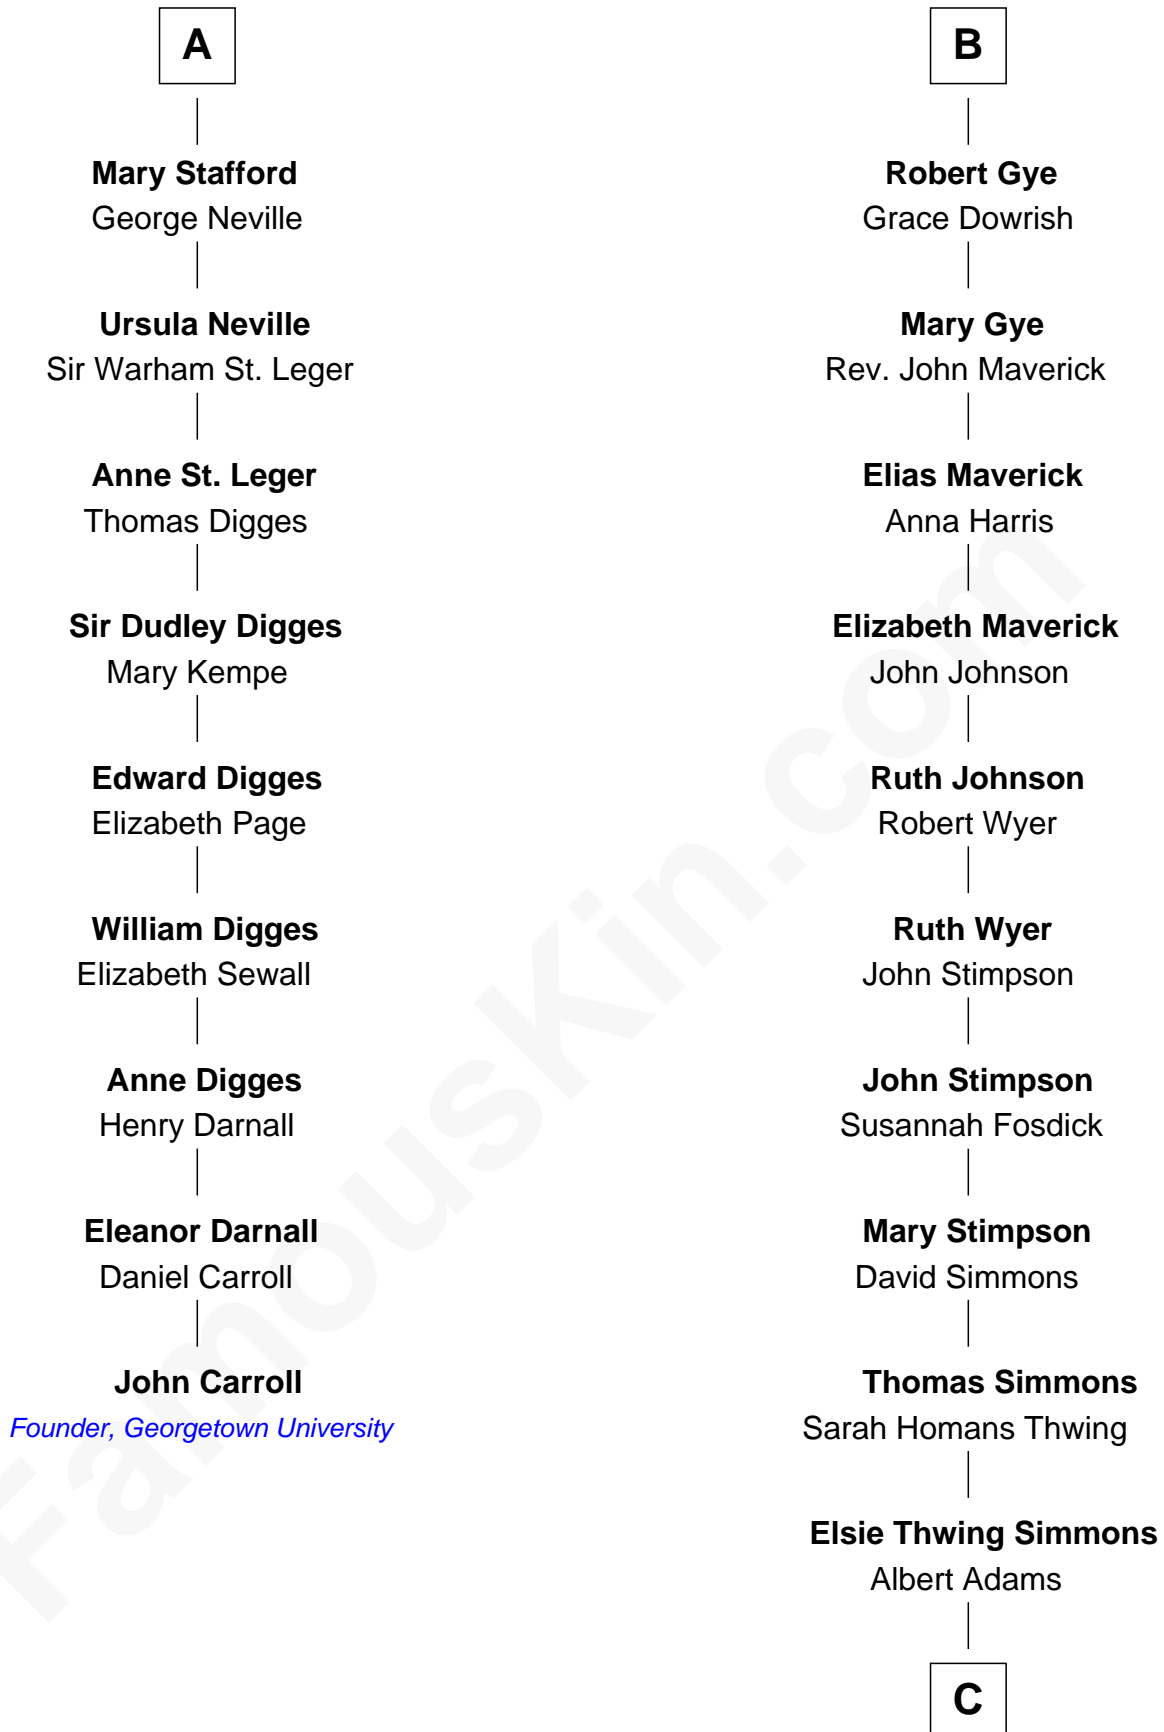 A
Mary Stafford
George Neville
Ursula Neville
Sir Warham St. Leger
Anne St. Leger
Thomas Digges
Sir Dudley Digges
Mary Kempe
Edward Digges
Elizabeth Page
William Digges
Elizabeth Sewall
Anne Digges
Henry Darnall
Eleanor Darnall
Daniel Carroll
John Carroll
Founder, Georgetown University
B
Robert Gye
Grace Dowrish
Mary Gye
Rev. John Maverick
Elias Maverick
Anna Harris
Elizabeth Maverick
John Johnson
Ruth Johnson
Robert Wyer
Ruth Wyer
John Stimpson
John Stimpson
Susannah Fosdick
Mary Stimpson
David Simmons
Thomas Simmons
Sarah Homans Thwing
Elsie Thwing Simmons
Albert Adams
C
FamousKin.com